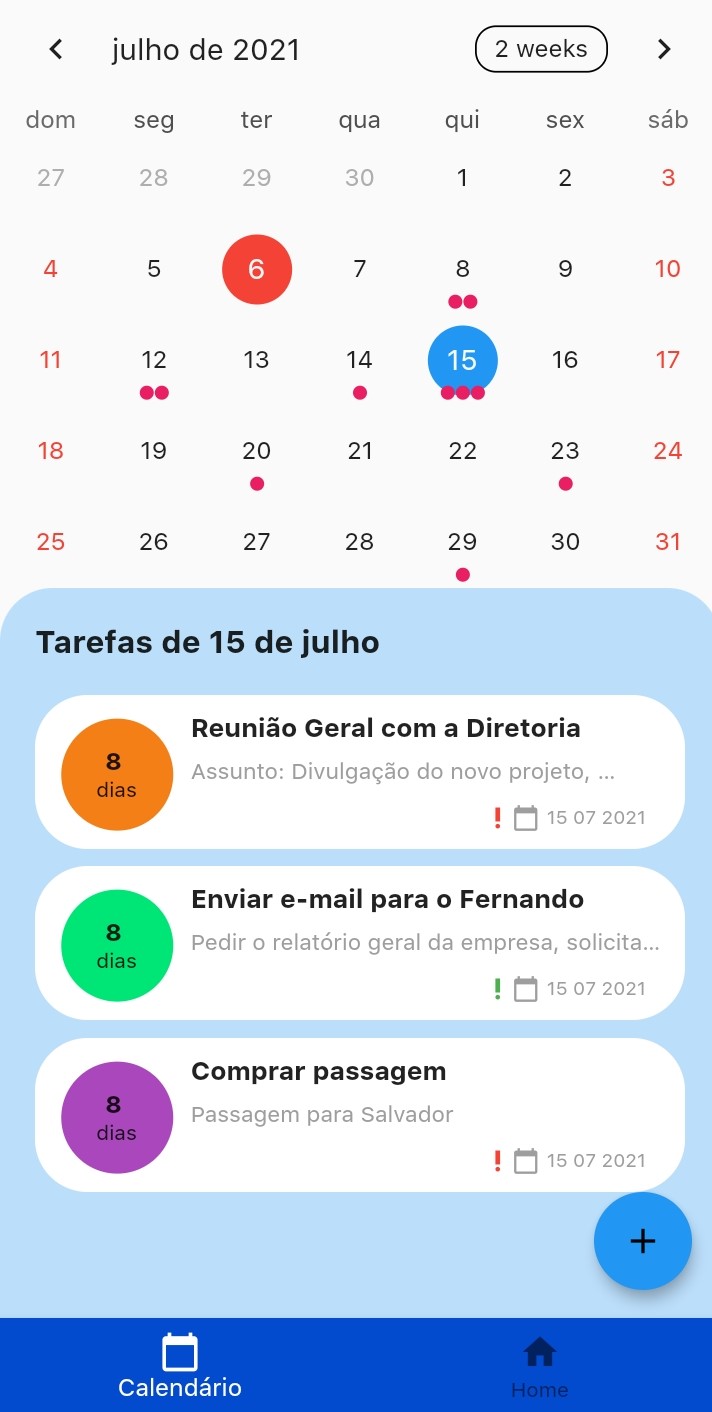 julho de 2021 2 weeks
dom seg ter qua qui sex sáb
27 28 29 30 1 2 3
4 5 6 7 8 9 10
11 12 13 14 15 16 17
18 19 20 21 22 23 24
25 26 27 28 29 30 31
Tarefas de 15 de julho
8
dias
Reunião Geral com a Diretoria
Assunto: Divulgação do novo projeto, ...
15 07 2021
8
dias
Enviar e-mail para o Fernando
Pedir o relatório geral da empresa, solicita...
15 07 2021
8
dias
Comprar passagem
Passagem para Salvador
15 07 2021
+
Calendário Home